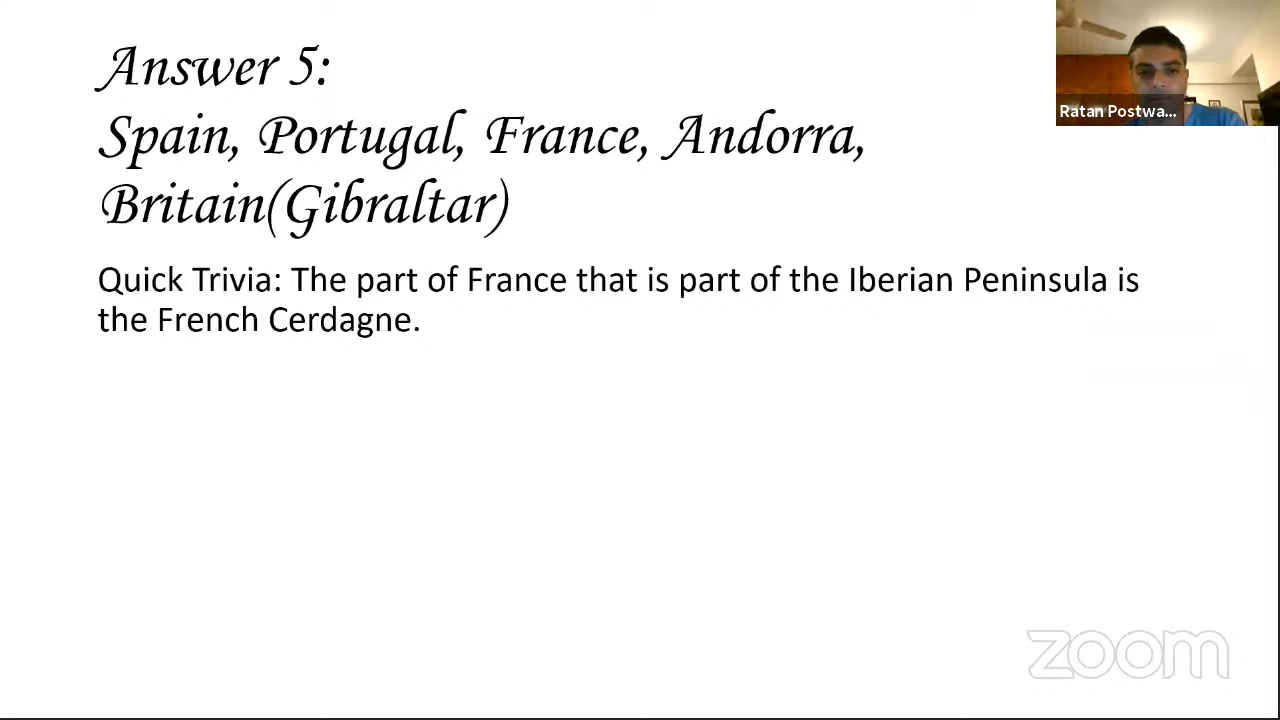 Answer 5:
Spain, Portugal, France, Andorra,
Britain(Gibraltar)
Quick Trivia: The part of France that is part of the Iberian Peninsula is
the French Cerdagne.
Ratan Postwa...
zoom